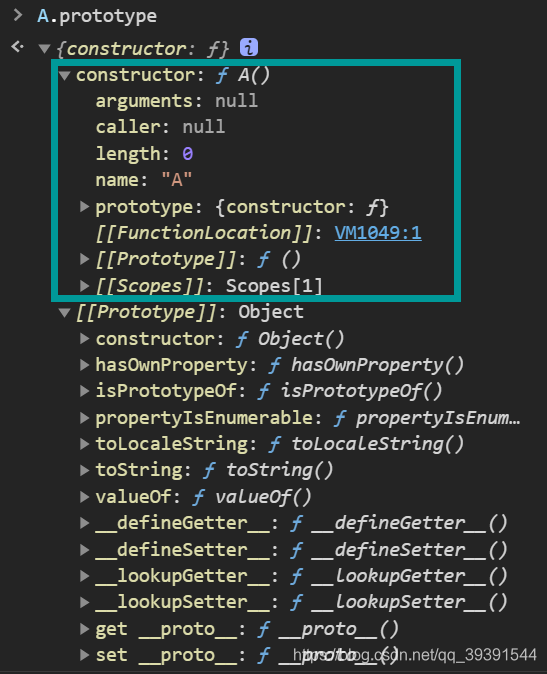 > A.prototype
<· ▼ {constructor: ƒ} i
▼ constructor: ƒ A()
arguments: null
caller: null
length: 0
name: "A"
▶ prototype: {constructor: ƒ}
[[FunctionLocation]]: VM1049:1
▶ [[Prototype]]: ƒ ()
▶ [[Scopes]]: Scopes[1]
▼ [[Prototype]]: Object
▶ constructor: ƒ Object()
▶ hasOwnProperty: ƒ hasOwnProperty()
▶ isPrototypeOf: ƒ isPrototypeOf()
▶ propertyIsEnumerable: ƒ propertyIsEnum…
▶ toLocaleString: ƒ toLocaleString()
▶ toString: ƒ toString()
▶ valueOf: ƒ valueOf()
▶ __defineGetter__: ƒ __defineGetter__()
▶ __defineSetter__: ƒ __defineSetter__()
▶ __lookupGetter__: ƒ __lookupGetter__()
▶ __lookupSetter__: ƒ __lookupSetter__()
▶ get __proto__: ƒ __proto__()
▶ set __proto__: ƒ __proto__()
https://blog.csdn.net/qq_39391544